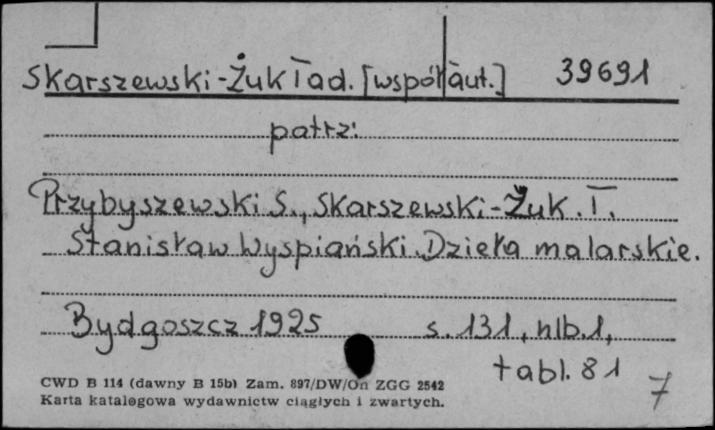 Skarszewski-Żuk Tad. [współaut.] 39691
patrz:
Przybyszewski S., Skarszewski-Żuk. T.
Stanisław Wyspiański. Dzieła malarskie.
Bydgoszcz 1925 s. 131, nlb.1,
tabl. 81
7
CWD B 114 (dawny B 15b) Zam. 897/DW/On ZGG 2542
Karta katalogowa wydawnictw ciągłych i zwartych.